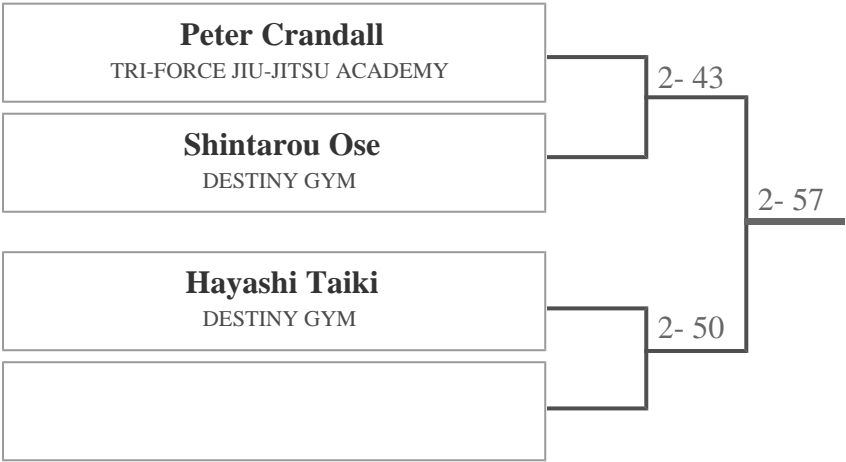 Peter Crandall
TRI-FORCE JIU-JITSU ACADEMY
2- 43
Shintarou Ose
DESTINY GYM
2- 57
Hayashi Taiki
DESTINY GYM
2- 50